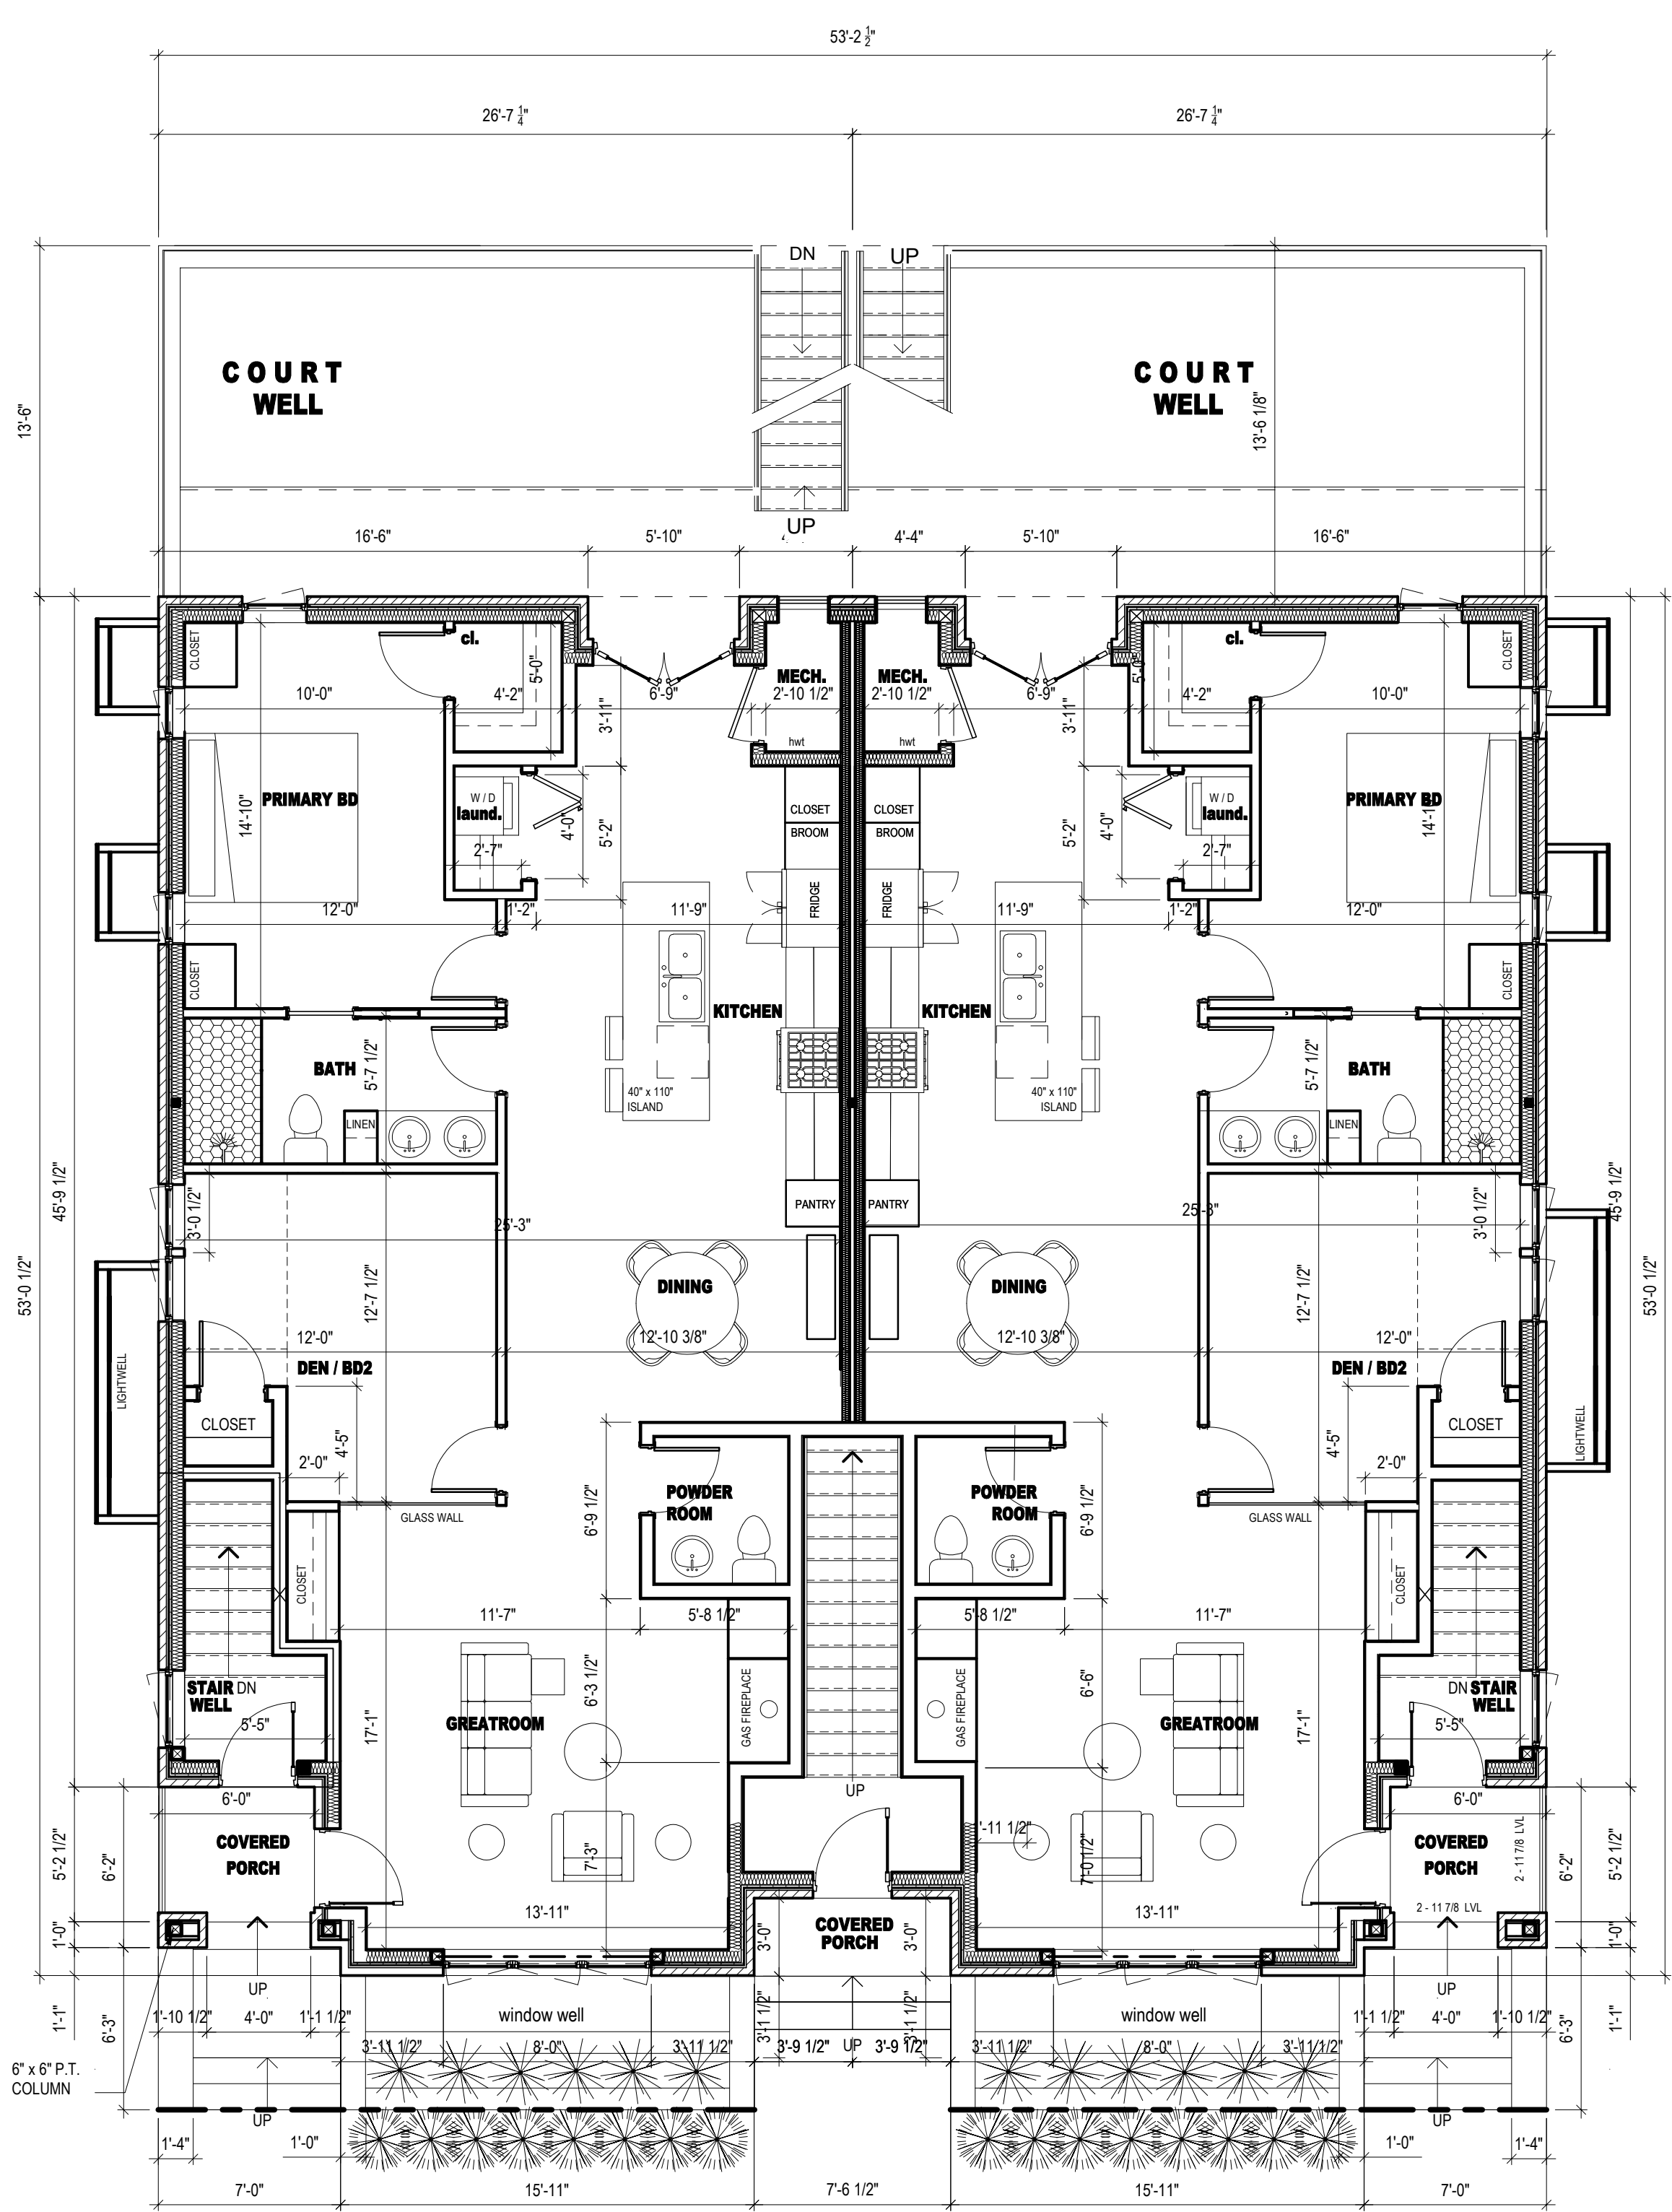 53'-2 1/2"
26'-7 1/4"
26'-7 1/4"
DN
UP
COURT
WELL
COURT
WELL
13'-6"
13'-6 1/8"
UP
16'-6"
5'-10"
4'-4"
5'-10"
16'-6"
CLOSET
cl.
5'-0"
MECH.
MECH.
cl.
5'-0"
CLOSET
10'-0"
4'-2"
6'-9"
2'-10 1/2"
2'-10 1/2"
6'-9"
4'-2"
10'-0"
3'-11"
3'-11"
hwt
hwt
PRIMARY BD
14'-10"
W / D
laund.
CLOSET
CLOSET
W / D
laund.
PRIMARY BD
BROOM
BROOM
4'-0"
5'-2"
5'-2"
4'-0"
2'-7"
2'-7"
FRIDGE
FRIDGE
12'-0"
1'-2"
11'-9"
11'-9"
1'-2"
12'-0"
CLOSET
CLOSET
KITCHEN
KITCHEN
BATH
5'-7 1/2"
5'-7 1/2"
BATH
40" x 110"
ISLAND
40" x 110"
ISLAND
LINEN
LINEN
45'-9 1/2"
45'-9 1/2"
3'-0 1/2"
PANTRY
PANTRY
3'-0 1/2"
25'-3"
25'-3"
53'-0 1/2"
53'-0 1/2"
12'-7 1/2"
DINING
DINING
12'-7 1/2"
12'-0"
12'-10 3/8"
12'-10 3/8"
12'-0"
DEN / BD2
DEN / BD2
LIGHTWELL
LIGHTWELL
CLOSET
CLOSET
4'-5"
4'-5"
2'-0"
2'-0"
POWDER
ROOM
POWDER
ROOM
6'-9 1/2"
6'-9 1/2"
GLASS WALL
GLASS WALL
CLOSET
CLOSET
11'-7"
5'-8 1/2"
5'-8 1/2"
11'-7"
6'-3 1/2"
6'-6"
GAS FIREPLACE
GAS FIREPLACE
STAIR
WELL
DN
DN
STAIR
WELL
5'-5"
5'-5"
17'-1"
GREATROOM
GREATROOM
17'-1"
UP
6'-0"
6'-0"
COVERED
PORCH
COVERED
PORCH
7'-3"
7'-0 1/2"
2 - 11 7/8 LVL
2 - 11 7/8 LVL
5'-2 1/2"
6'-2"
6'-2"
5'-2 1/2"
13'-11"
13'-11"
COVERED
PORCH
1'-0"
3'-0"
3'-0"
1'-0"
UP
UP
1'-1"
6'-3"
1'-10 1/2"
4'-0"
1'-1 1/2"
window well
3'-11 1/2"
3'-11 1/2"
window well
1'-1 1/2"
4'-0"
1'-10 1/2"
6'-3"
1'-1"
3'-11 1/2"
8'-0"
3'-11 1/2"
3'-9 1/2"
UP
3'-9 1/2"
3'-11 1/2"
8'-0"
3'-11 1/2"
6" x 6" P.T.
COLUMN
UP
UP
1'-4"
1'-0"
1'-0"
1'-4"
7'-0"
15'-11"
7'-6 1/2"
15'-11"
7'-0"